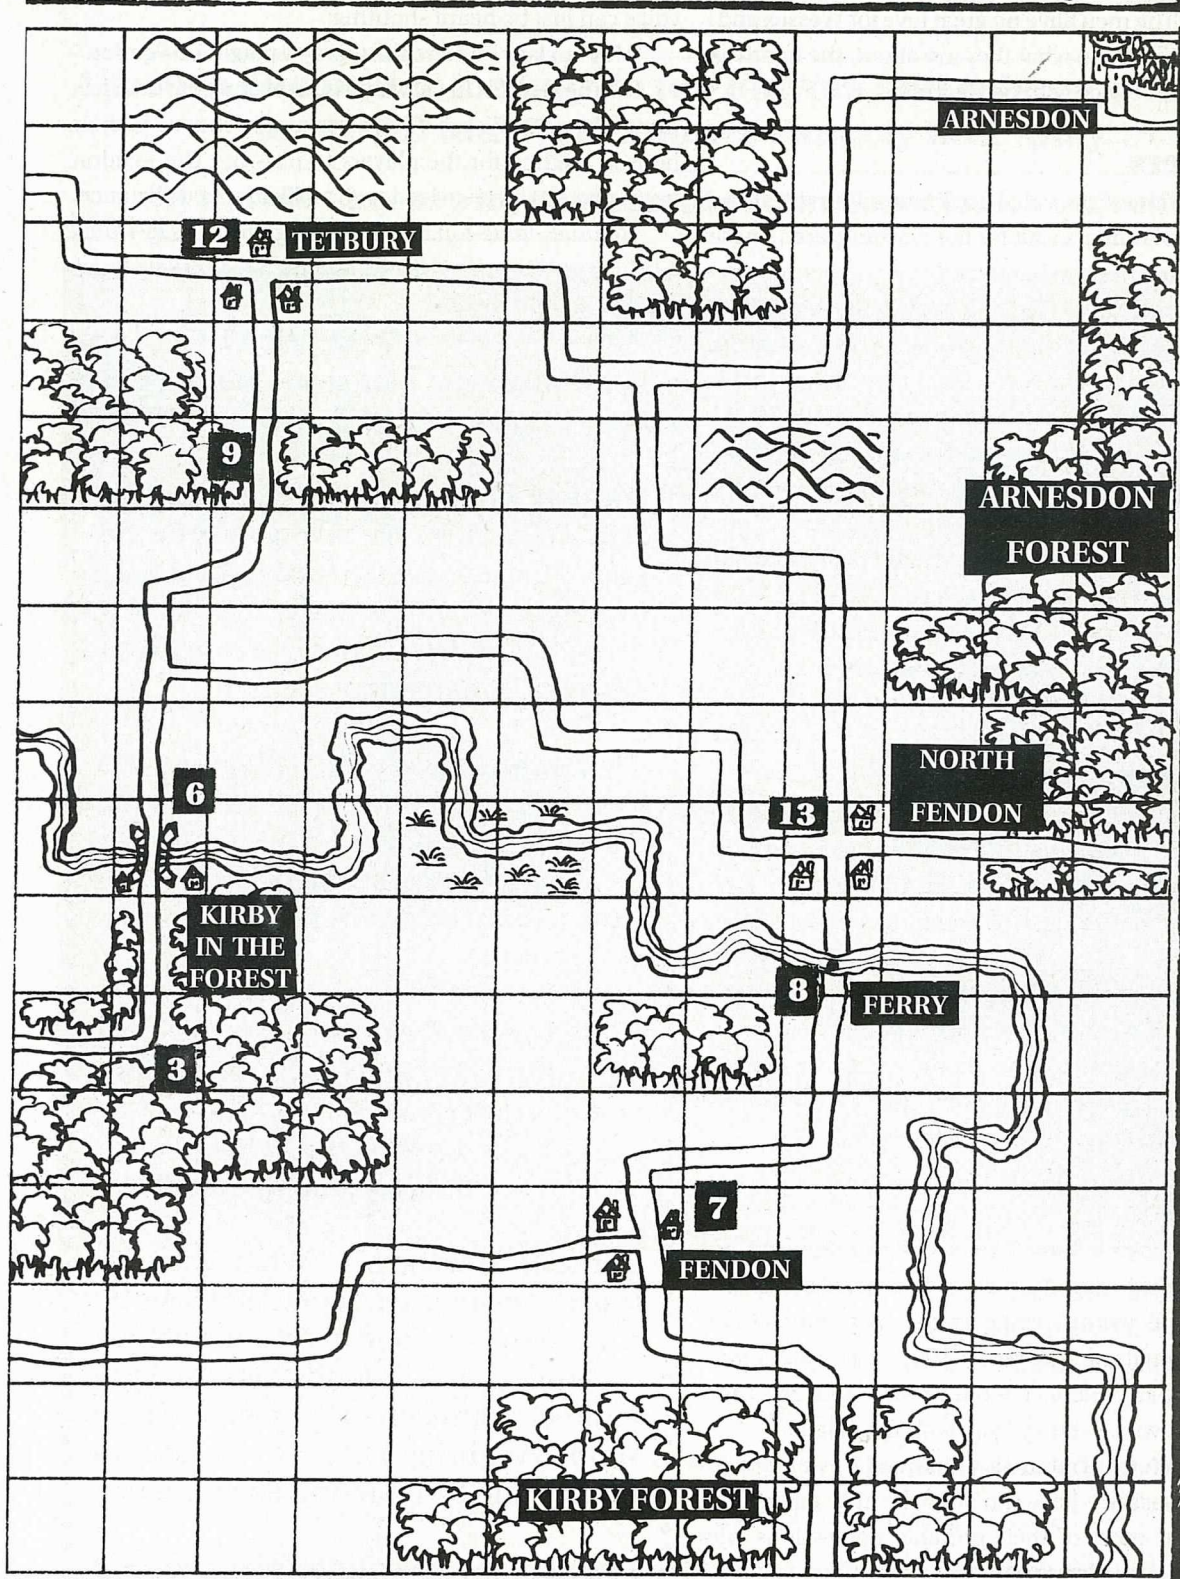 ARNESDON
12
TETBURY
9
ARNESDON
FOREST
NORTH
FENDON
6
13
KIRBY
IN THE
FOREST
8
FERRY
3
7
FENDON
KIRBY FOREST